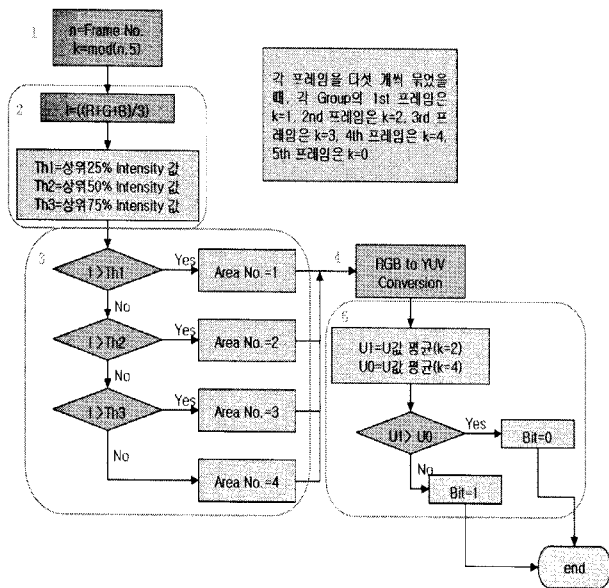 1
n=Frame No.
k=mod(n,5)
2
I=((R+G+B)/3)
Th1=상위25% Intensity 값
Th2=상위50% Intensity 값
Th3=상위75% Intensity 값
각 프레임을 다섯 개씩 묶었을
때, 각 Group의 1st 프레임은
k=1, 2nd 프레임은 k=2, 3rd 프
레임은 k=3, 4th 프레임은 k=4,
5th 프레임은 k=0
3
I >Th1
Yes
Area No.=1
No
I >Th2
Yes
Area No.=2
No
I >Th3
Yes
Area No.=3
No
Area No.=4
4
RGB to YUV
Conversion
5
U1=U값 평균(k=2)
U0=U값 평균(k=4)
U1> U0
Yes
Bit=0
No
Bit=1
end